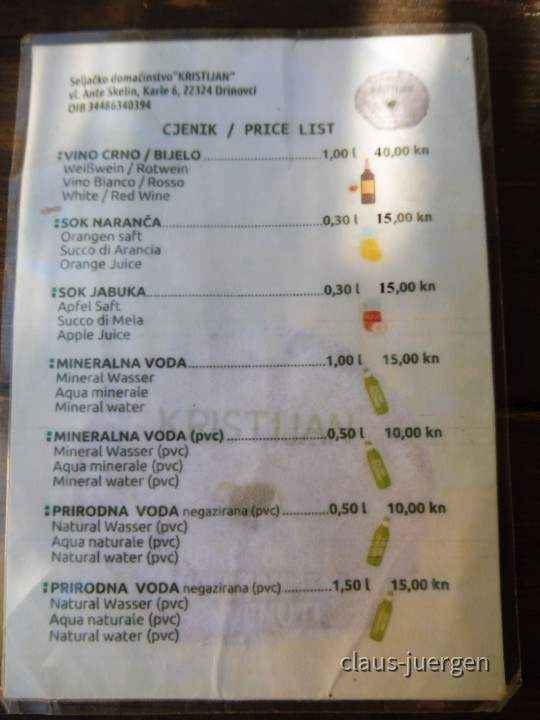 Seljačko domaćinstvo"KRISTIJAN"
vl. Ante Skelin, Karle 6, 22324 Drinovci
OIB 34486340394
KRISTIJAN
CJENIK / PRICE LIST
VINO CRNO / BIJELO ........................ 1,00 l 40,00 kn
Weißwein / Rotwein
Vino Bianco / Rosso
White / Red Wine
SOK NARANČA........................ 0,30 l 15,00 kn
Orangen saft
Succo di Arancia
Orange Juice
SOK JABUKA........................ 0,30 l 15,00 kn
Apfel Saft
Succo di Mela
Apple Juice
MINERALNA VODA........................ 1,00 l 15,00 kn
Mineral Wasser
Aqua minerale
Mineral water
KRISTIJAN
MINERALNA VODA (pvc) ........................ 0,50 l 10,00 kn
Mineral Wasser (pvc)
Aqua minerale (pvc)
Mineral water (pvc)
PRIRODNA VODA negazirana (pvc) ............ 0,50 l 10,00 kn
Natural Wasser (pvc)
Aqua naturale (pvc)
Natural water (pvc)
PRIRODNA VODA negazirana (pvc) ............ 1,50 l 15,00 kn
Natural Wasser (pvc)
Aqua naturale (pvc)
Natural water (pvc)
claus-juergen